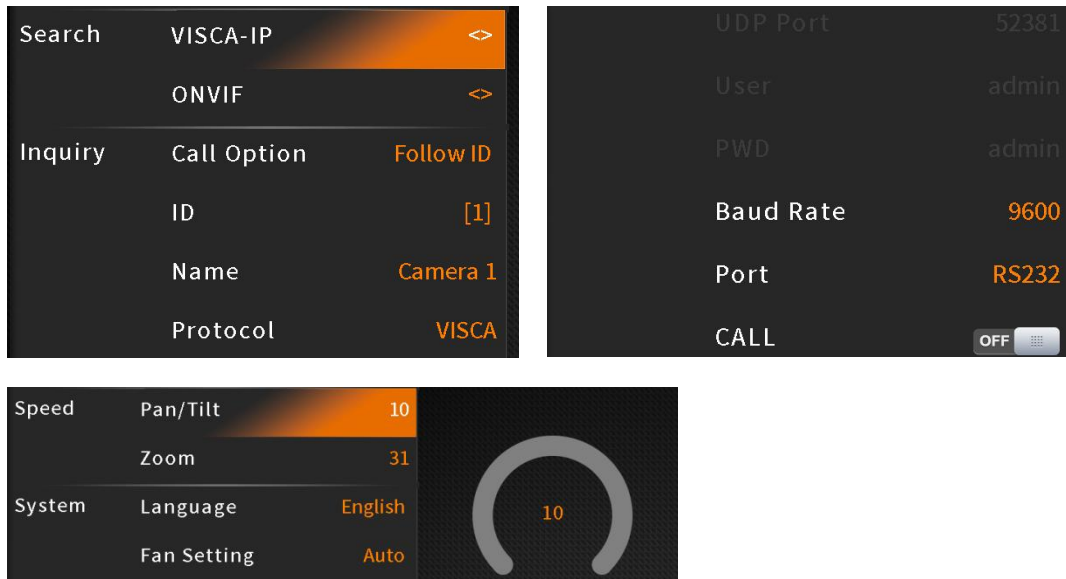 Search VISCA-IP <>
ONVIF <>
Inquiry Call Option Follow ID
ID [1]
Name Camera 1
Protocol VISCA
UDP Port 52381
User admin
PWD admin
Baud Rate 9600
Port RS232
CALL OFF
Speed Pan/Tilt 10
Zoom 31
System Language English
Fan Setting Auto
10